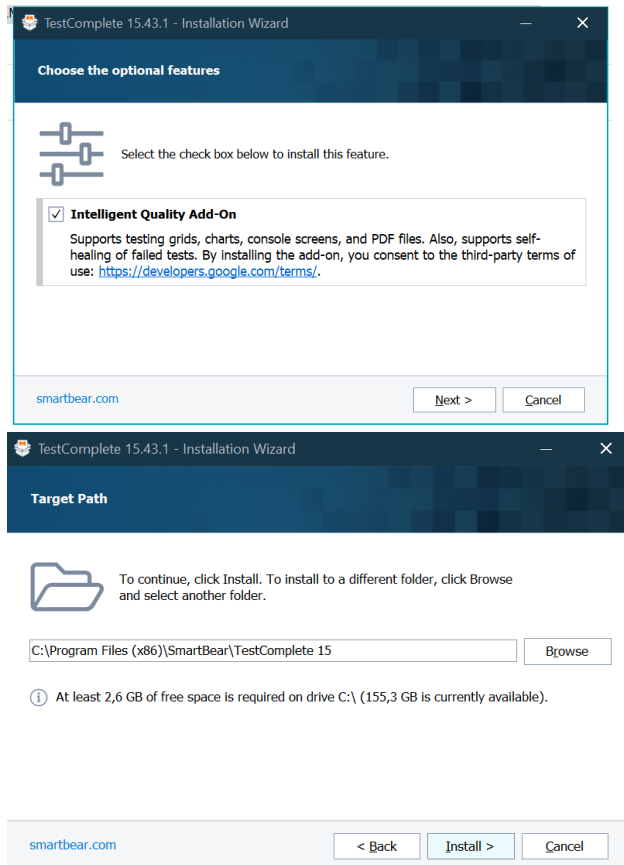 TestComplete 15.43.1 - Installation Wizard
Choose the optional features
Select the check box below to install this feature.
Intelligent Quality Add-On
Supports testing grids, charts, console screens, and PDF files. Also, supports self-
healing of failed tests. By installing the add-on, you consent to the third-party terms of
use: https://developers.google.com/terms/.
smartbear.com
Next >
Cancel
TestComplete 15.43.1 - Installation Wizard
Target Path
To continue, click Install. To install to a different folder, click Browse
and select another folder.
C:\Program Files (x86)\SmartBear\TestComplete 15
Browse
At least 2,6 GB of free space is required on drive C:\ (155,3 GB is currently available).
smartbear.com
< Back
Install >
Cancel